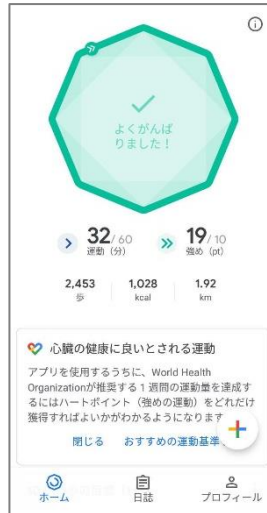 よくがんば
りました！
32/60
運動（分）
19/10
強め（pt）
2,453
歩
1,028
kcal
1.92
km
心臓の健康に良いとされる運動
アプリを使用するうちに、World Health
Organizationが推奨する 1 週間の運動量を達成す
るにはハートポイント（強めの運動）をどれだけ
獲得すればよいかがわかるようになります
閉じる おすすめの運動基準
ホーム
日誌
プロフィール